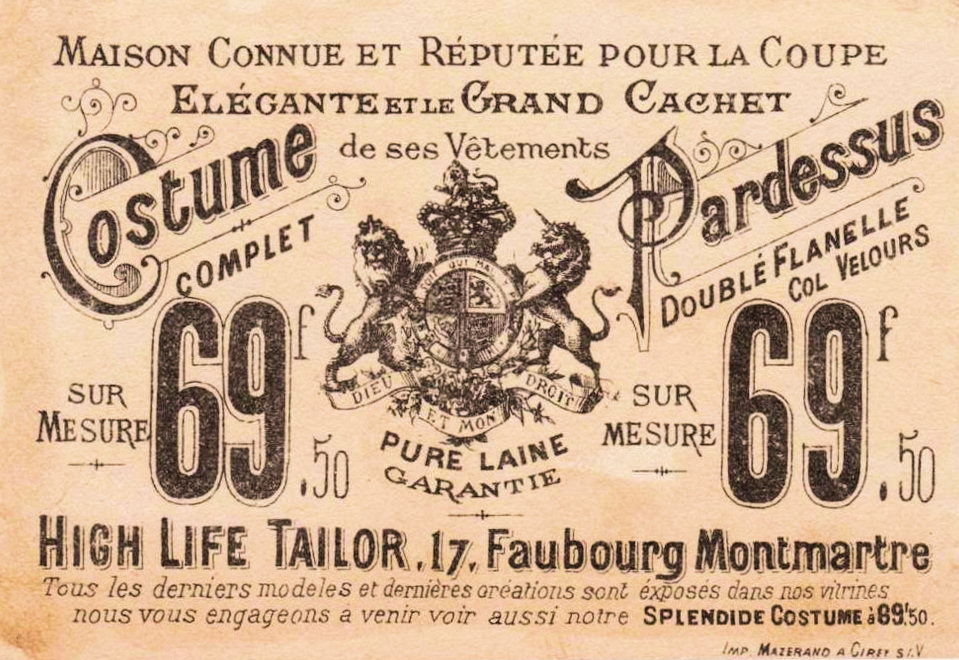 MAISON CONNUE ET RÉPUTÉE POUR LA COUPE
ELÉGANTE ET LE GRAND CACHET
de ses Vêtements
Costume
COMPLET
SUR
MESURE
69f.50
Pardessus
DOUBLÉ FLANELLE
COL VELOURS
SUR
MESURE
69f.50
QUI MAL
DIEU ET MON DROIT
PURE LAINE
GARANTIE
HIGH LIFE TAILOR, 17, Faubourg Montmartre
Tous les derniers modeles et dernières créations sont éxposés dans nos vitrines
nous vous engageons a venir voir aussi notre SPLENDIDE COSTUME à 89f.50.
IMP. MAZERAND A CIREY S/. V